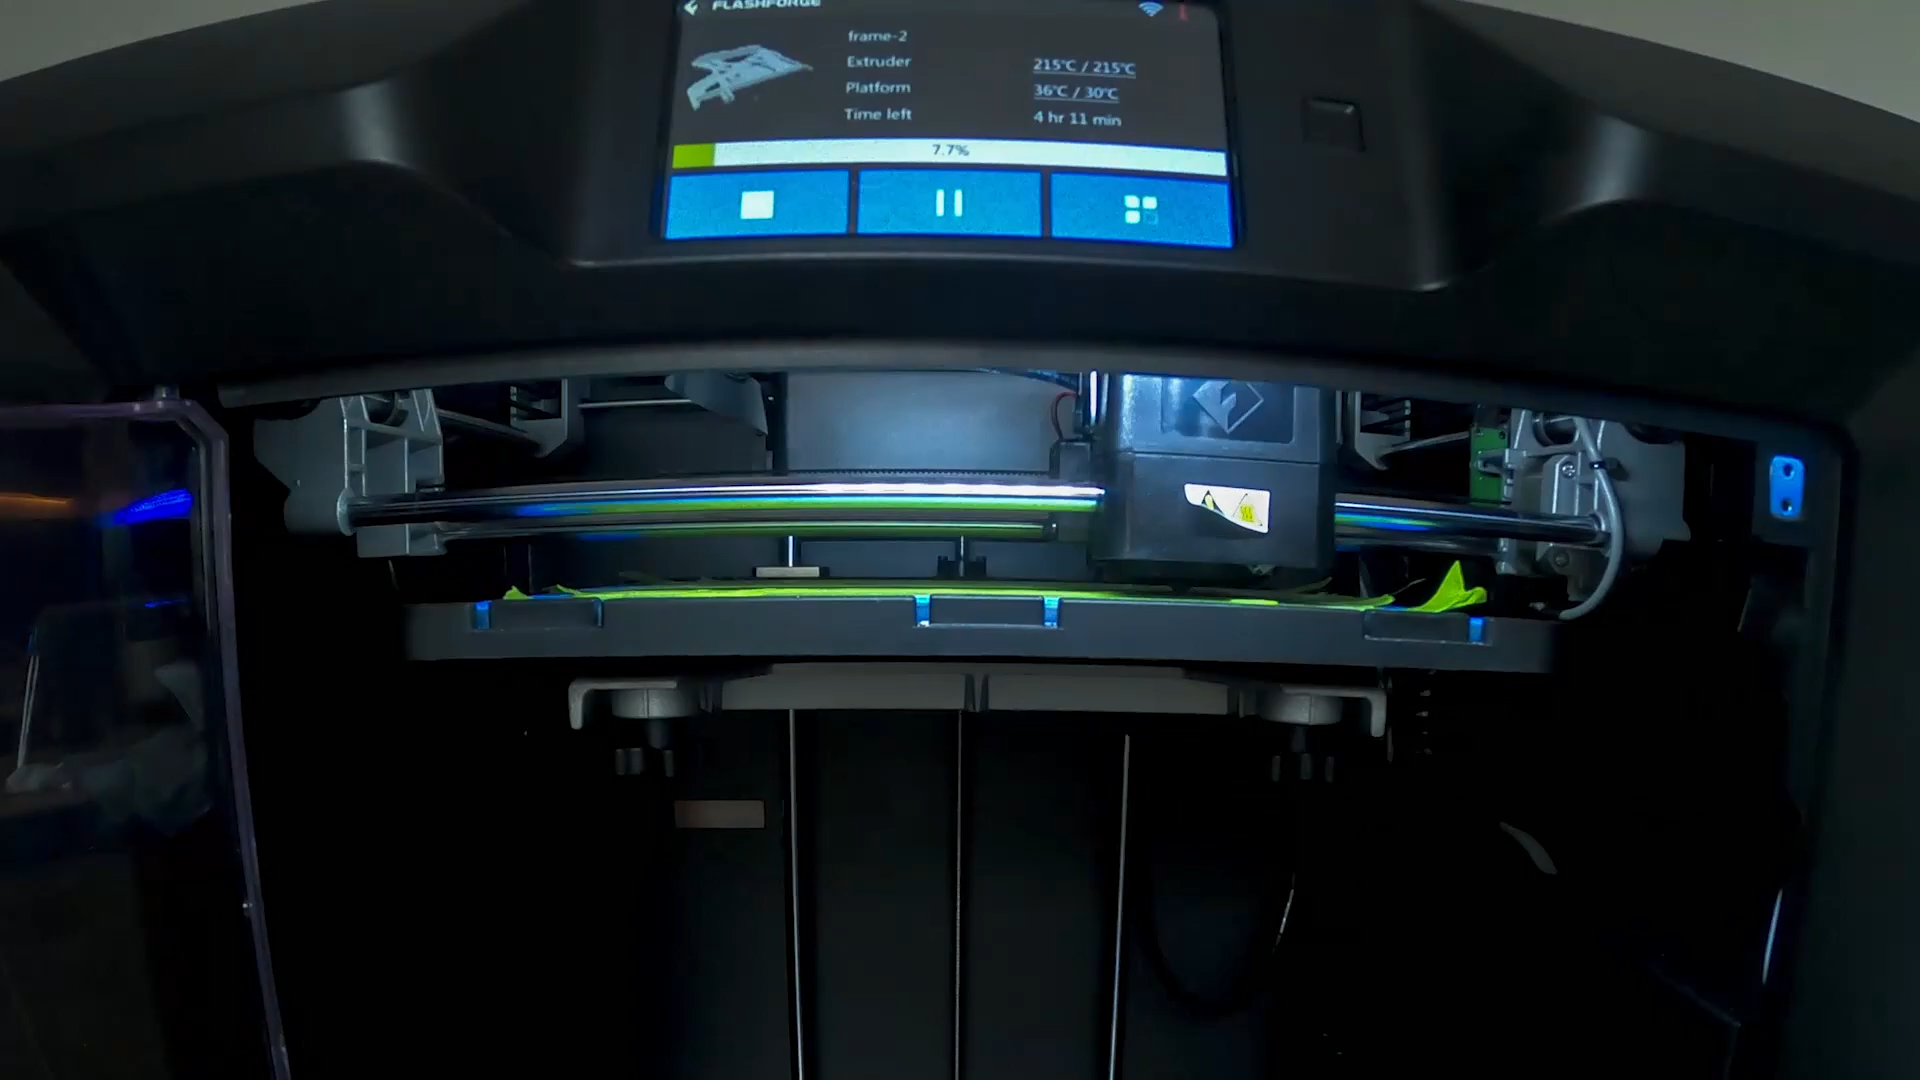 FLASHFORGE
frame-2
Extruder 215℃ / 215℃
Platform 36℃ / 30℃
Time left 4 hr 11 min
7.7%